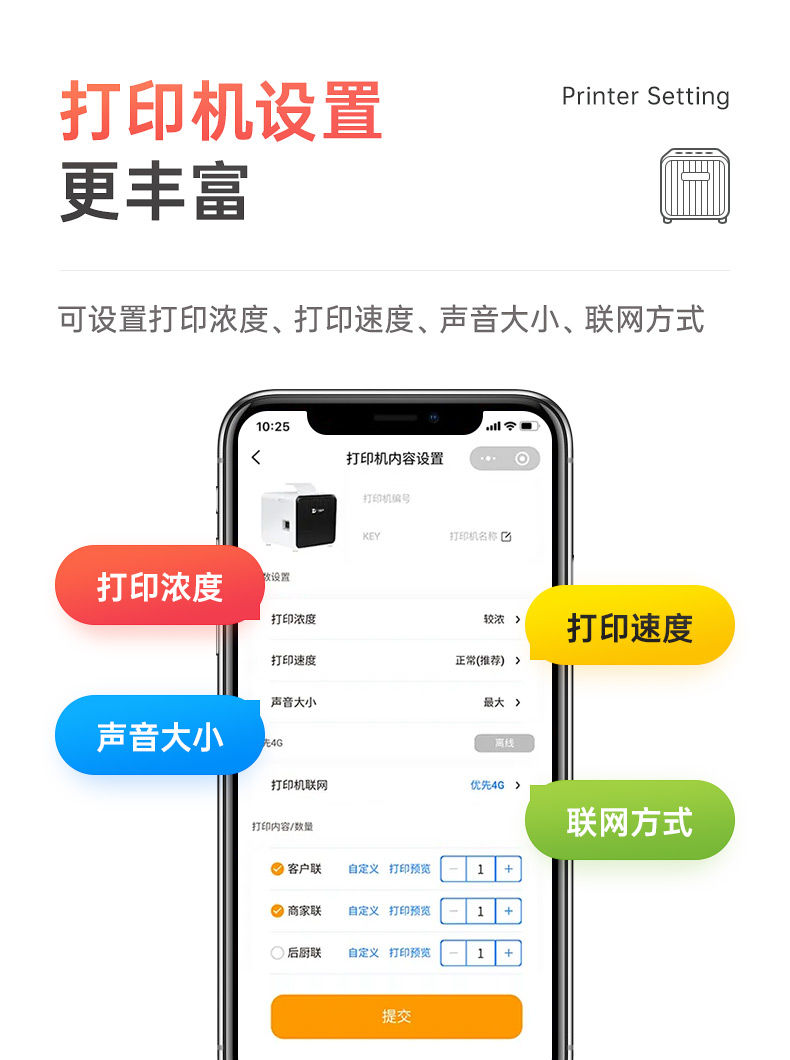 打印机设置
Printer Setting
更丰富
可设置打印浓度、打印速度、声音大小、联网方式
10:25
打印机内容设置
打印机编号
KEY
打印机名称
数设置
打印浓度
打印浓度
较浓
打印速度
打印速度
正常(推荐)
声音大小
声音大小
最大
先4G
离线
打印机联网
优先4G
联网方式
打印内容/数量
客户联 自定义 打印预览 − 1 +
商家联 自定义 打印预览 − 1 +
后厨联 自定义 打印预览 − 1 +
提交